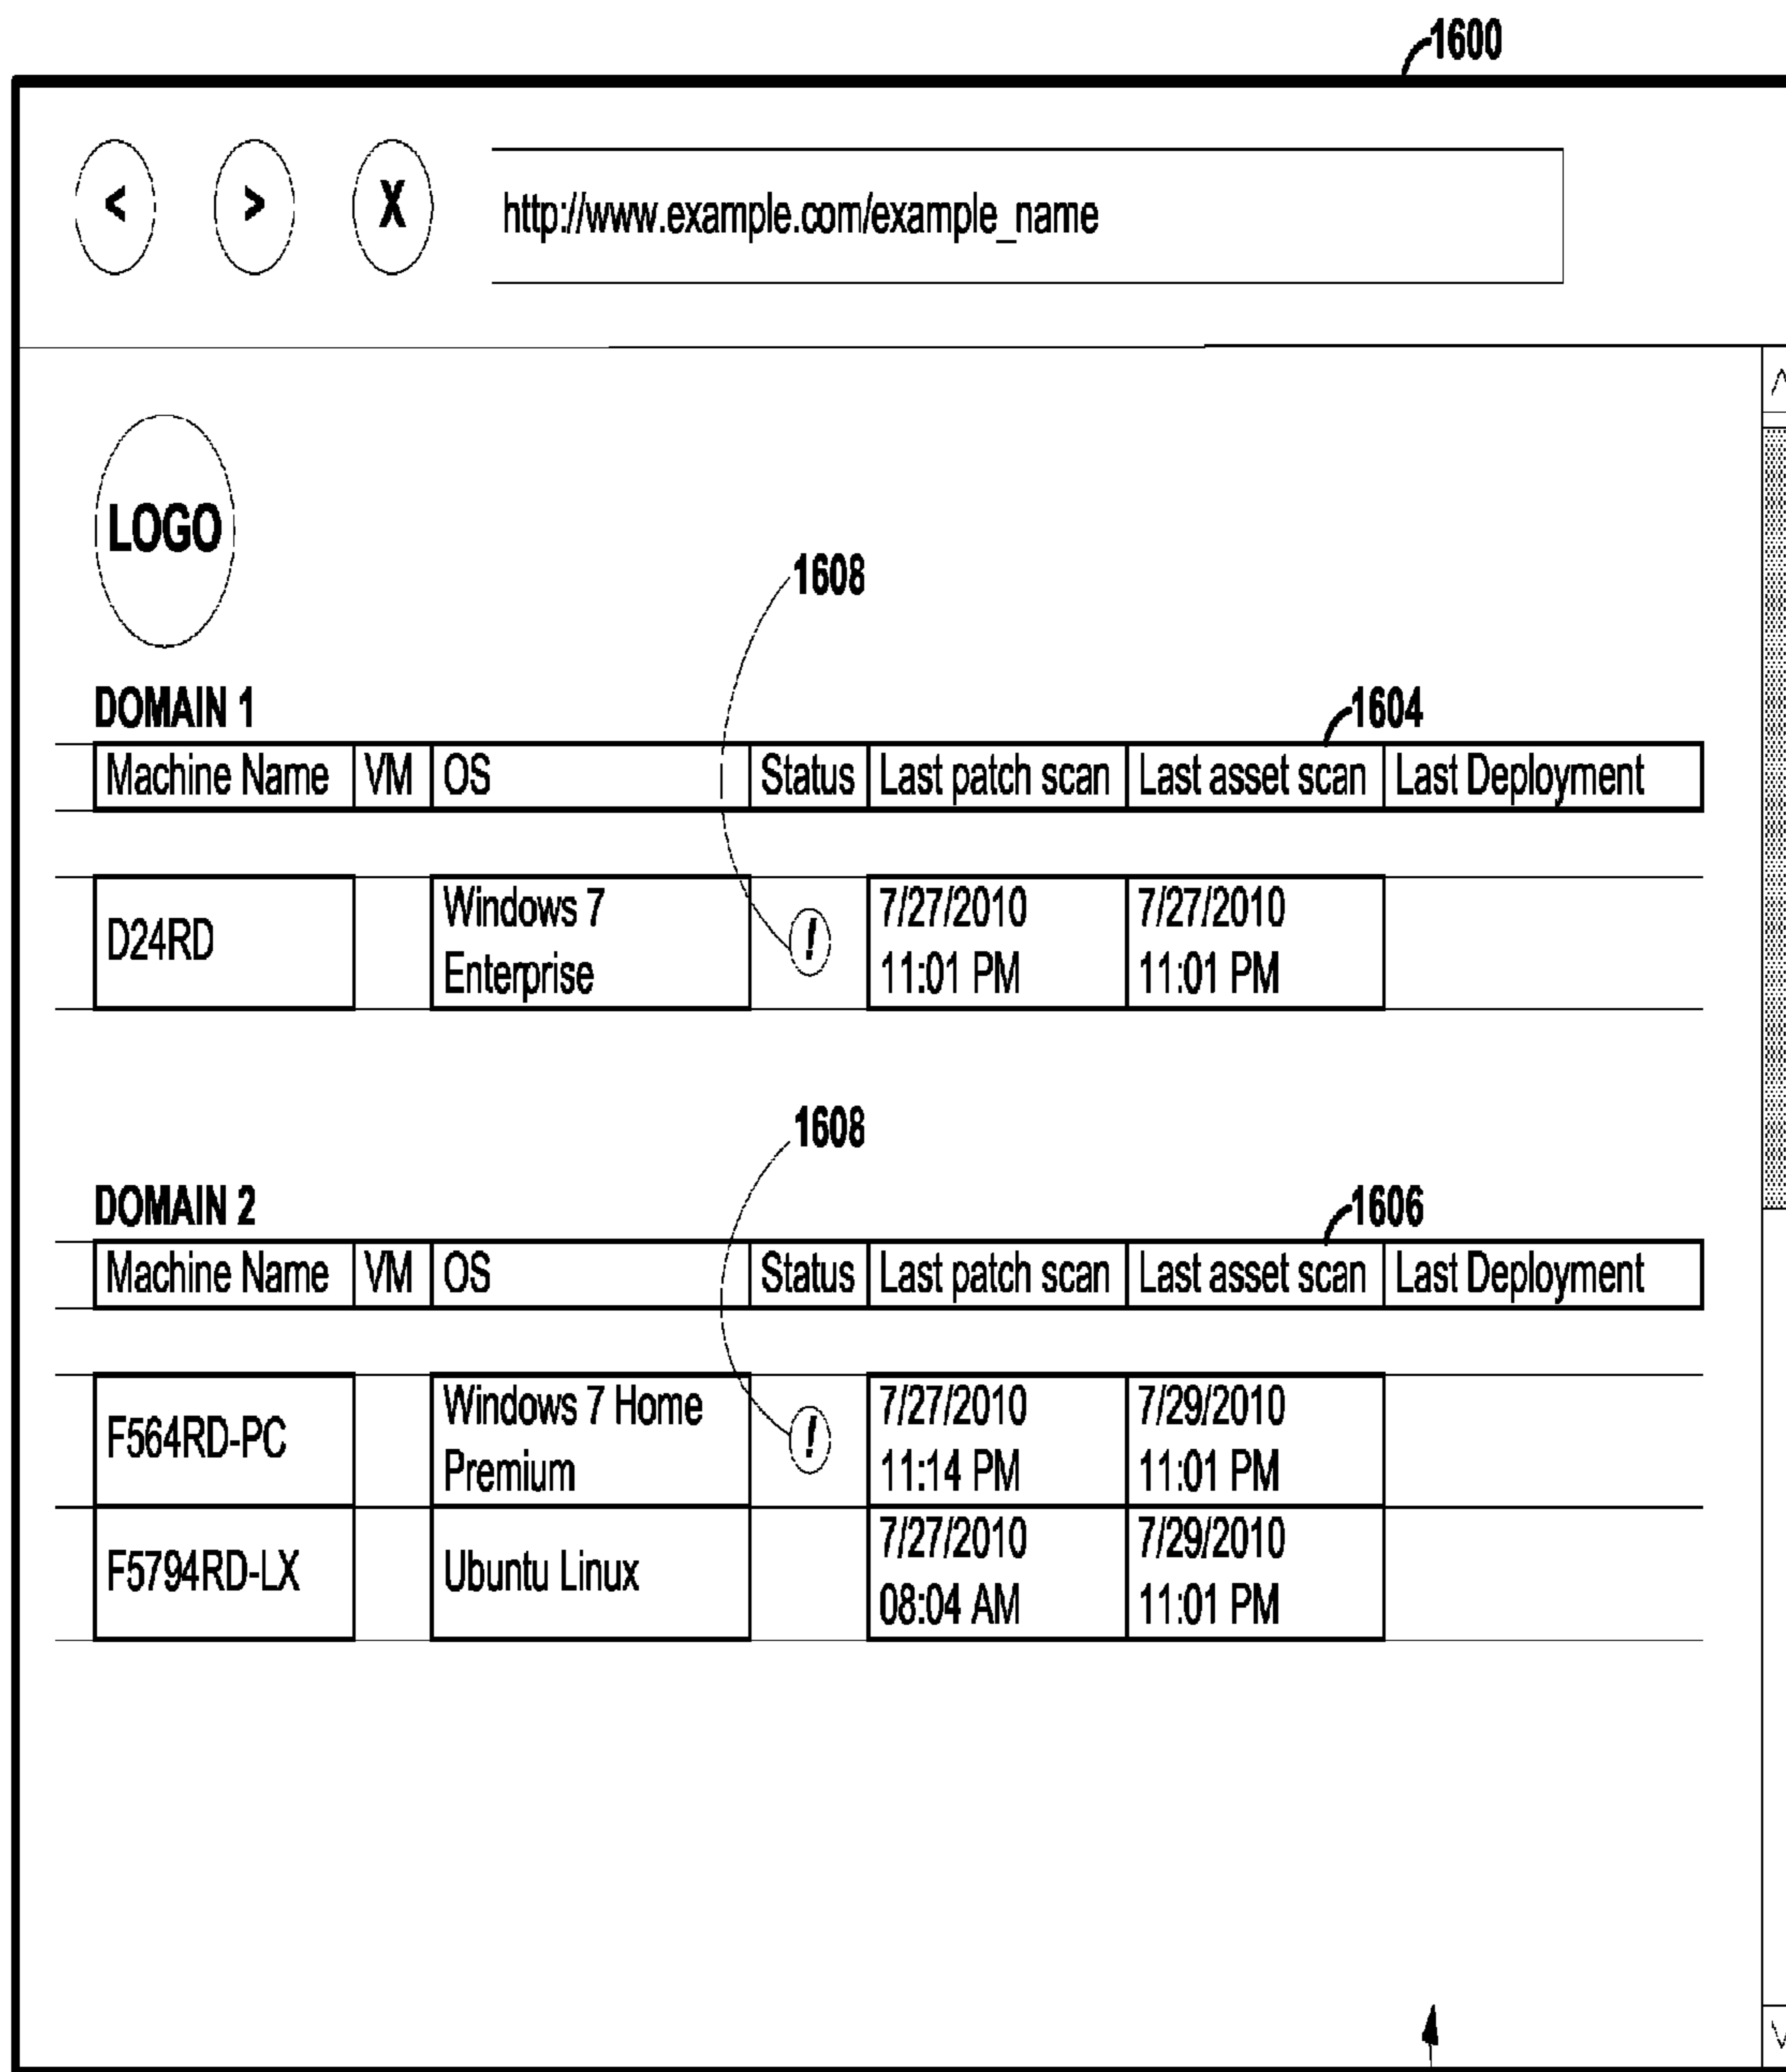 1600
< > X http://www.example.com/example_name
LOGO
1608
DOMAIN 1
1604
Machine Name VM OS Status Last patch scan Last asset scan Last Deployment
D24RD Windows 7 Enterprise ! 7/27/2010 11:01 PM 7/27/2010 11:01 PM
1608
DOMAIN 2
1606
Machine Name VM OS Status Last patch scan Last asset scan Last Deployment
F564RD-PC Windows 7 Home Premium ! 7/27/2010 11:14 PM 7/29/2010 11:01 PM
F5794RD-LX Ubuntu Linux 7/27/2010 08:04 AM 7/29/2010 11:01 PM